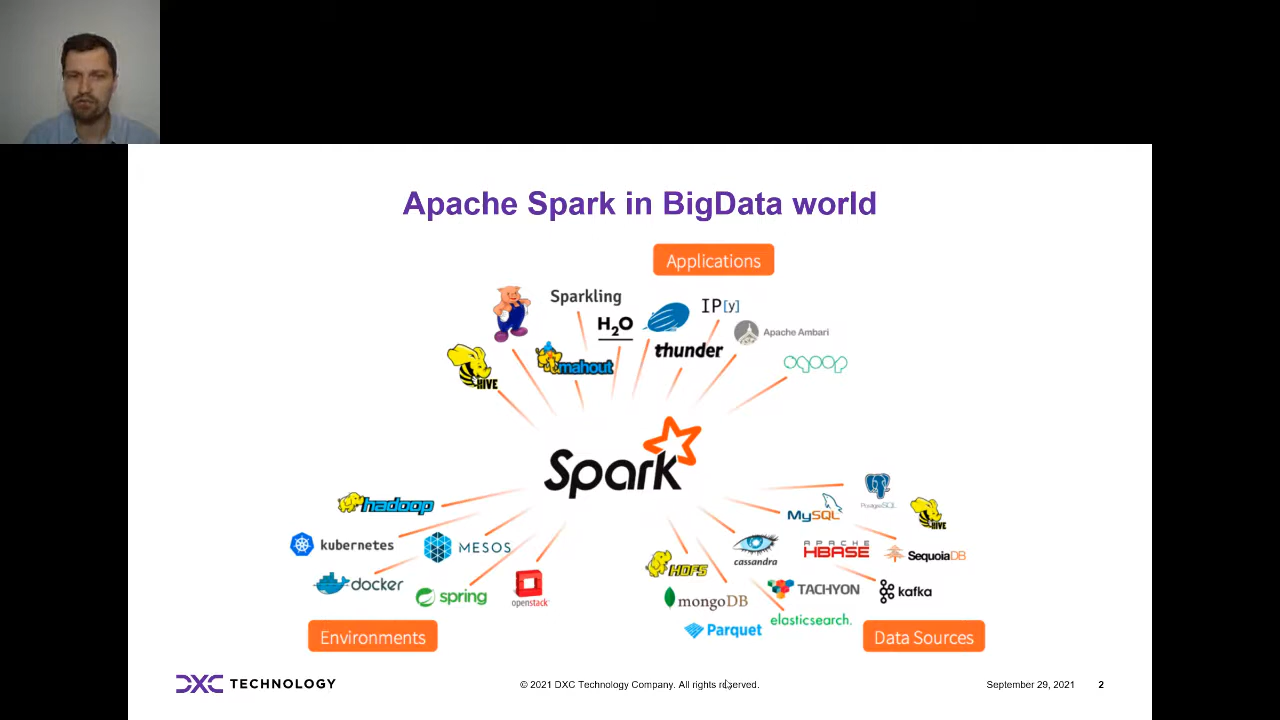 Apache Spark in BigData world
Applications
Sparkling
H2O
IP[y]
thunder
Apache Ambari
sqoop
mahout
HIVE
Spark
hadoop
kubernetes
MESOS
docker
spring
openstack
Environments
PostgreSQL
MySQL
HIVE
cassandra
APACHE
HBASE
SequoiaDB
HDFS
TACHYON
kafka
mongoDB
elasticsearch.
Parquet
Data Sources
DXC TECHNOLOGY
© 2021 DXC Technology Company. All rights reserved.
September 29, 2021
2